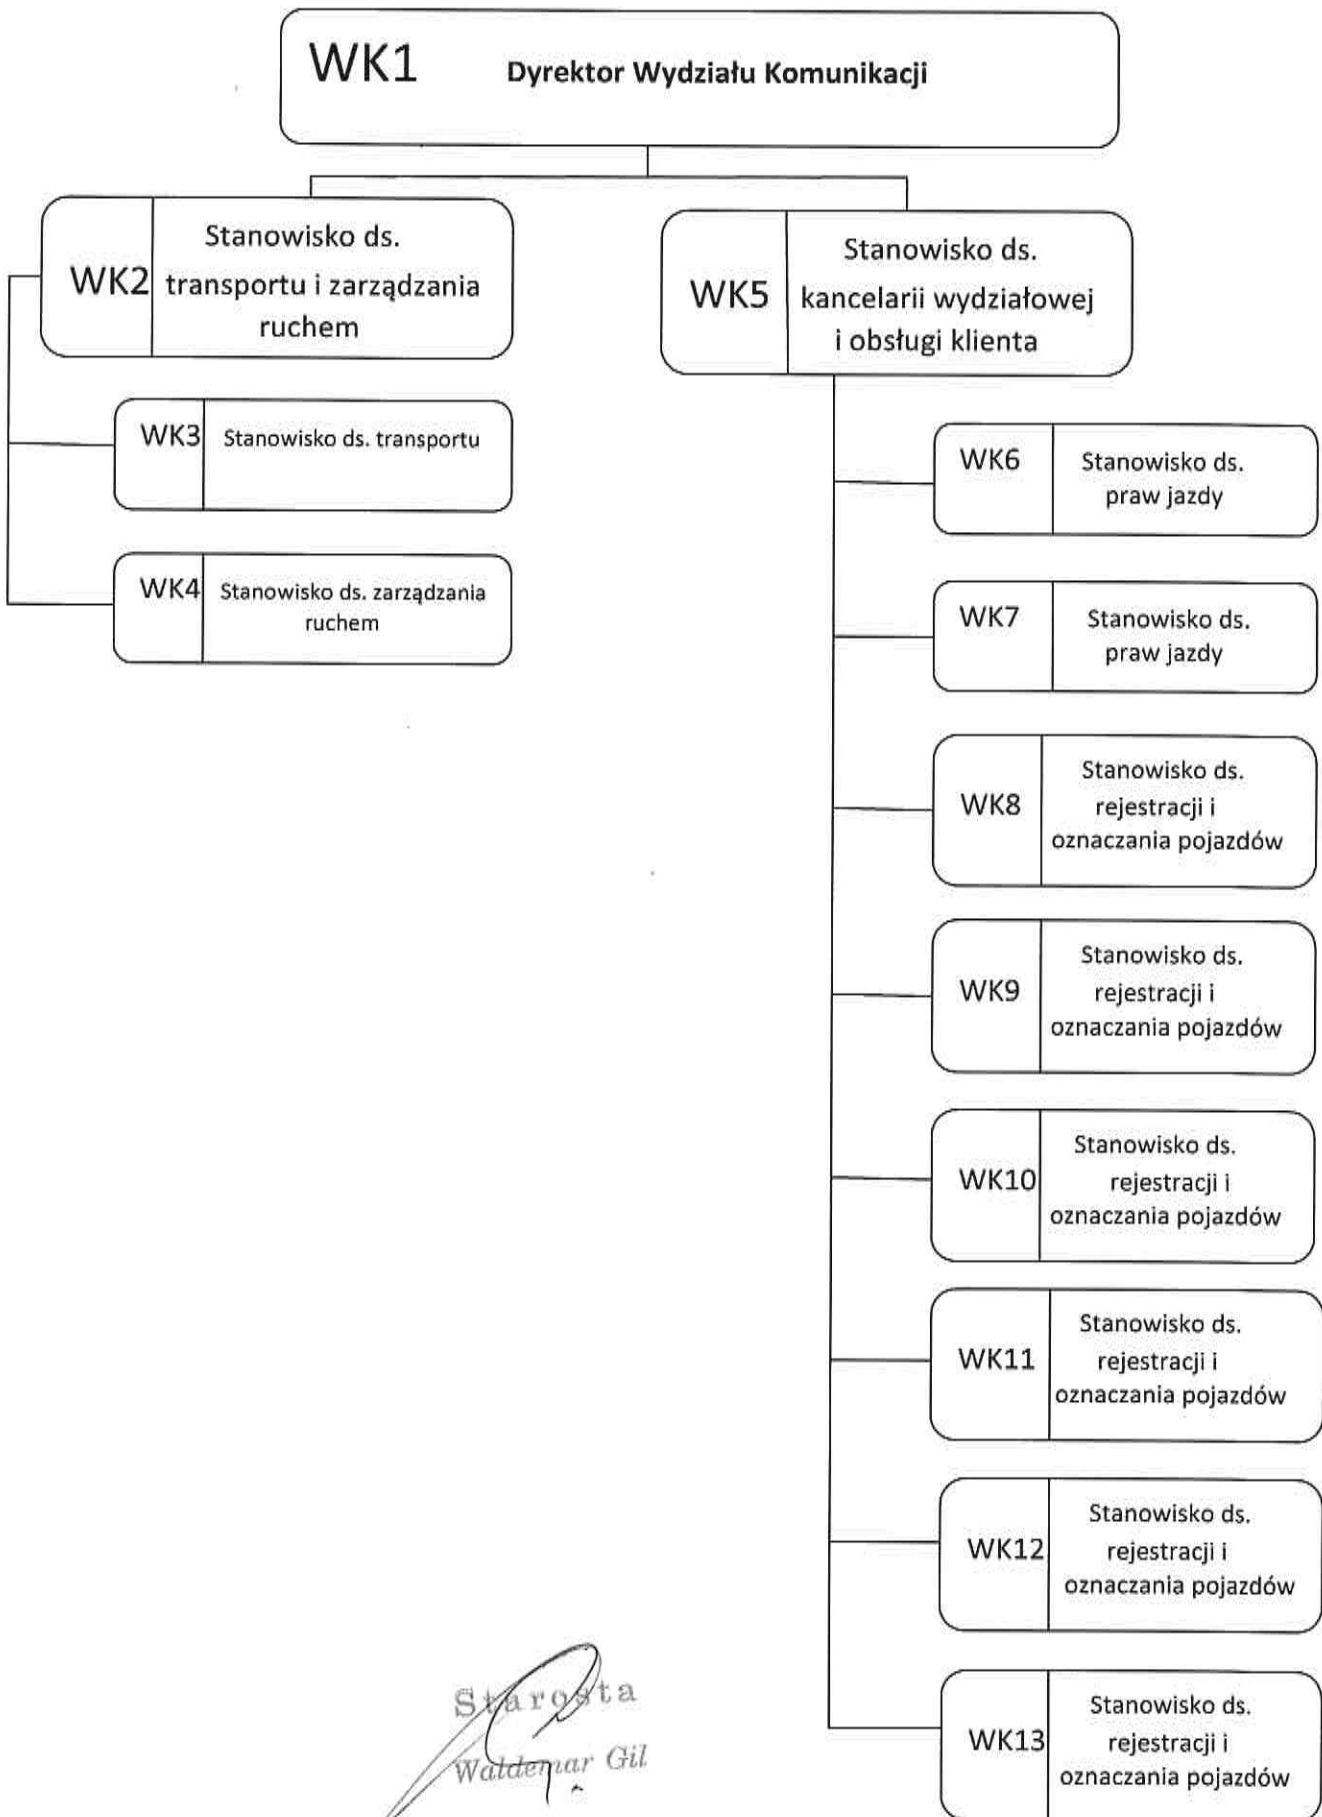 WK1 Dyrektor Wydziału Komunikacji
WK2
Stanowisko ds.
transportu i zarządzania
ruchem
WK3 Stanowisko ds. transportu
WK4 Stanowisko ds. zarządzania
ruchem
WK5
Stanowisko ds.
kancelarii wydziałowej
i obsługi klienta
WK6 Stanowisko ds.
praw jazdy
WK7 Stanowisko ds.
praw jazdy
WK8
Stanowisko ds.
rejestracji i
oznaczania pojazdów
WK9
Stanowisko ds.
rejestracji i
oznaczania pojazdów
WK10
Stanowisko ds.
rejestracji i
oznaczania pojazdów
WK11
Stanowisko ds.
rejestracji i
oznaczania pojazdów
WK12
Stanowisko ds.
rejestracji i
oznaczania pojazdów
WK13
Stanowisko ds.
rejestracji i
oznaczania pojazdów
Starosta
Waldemar Gil